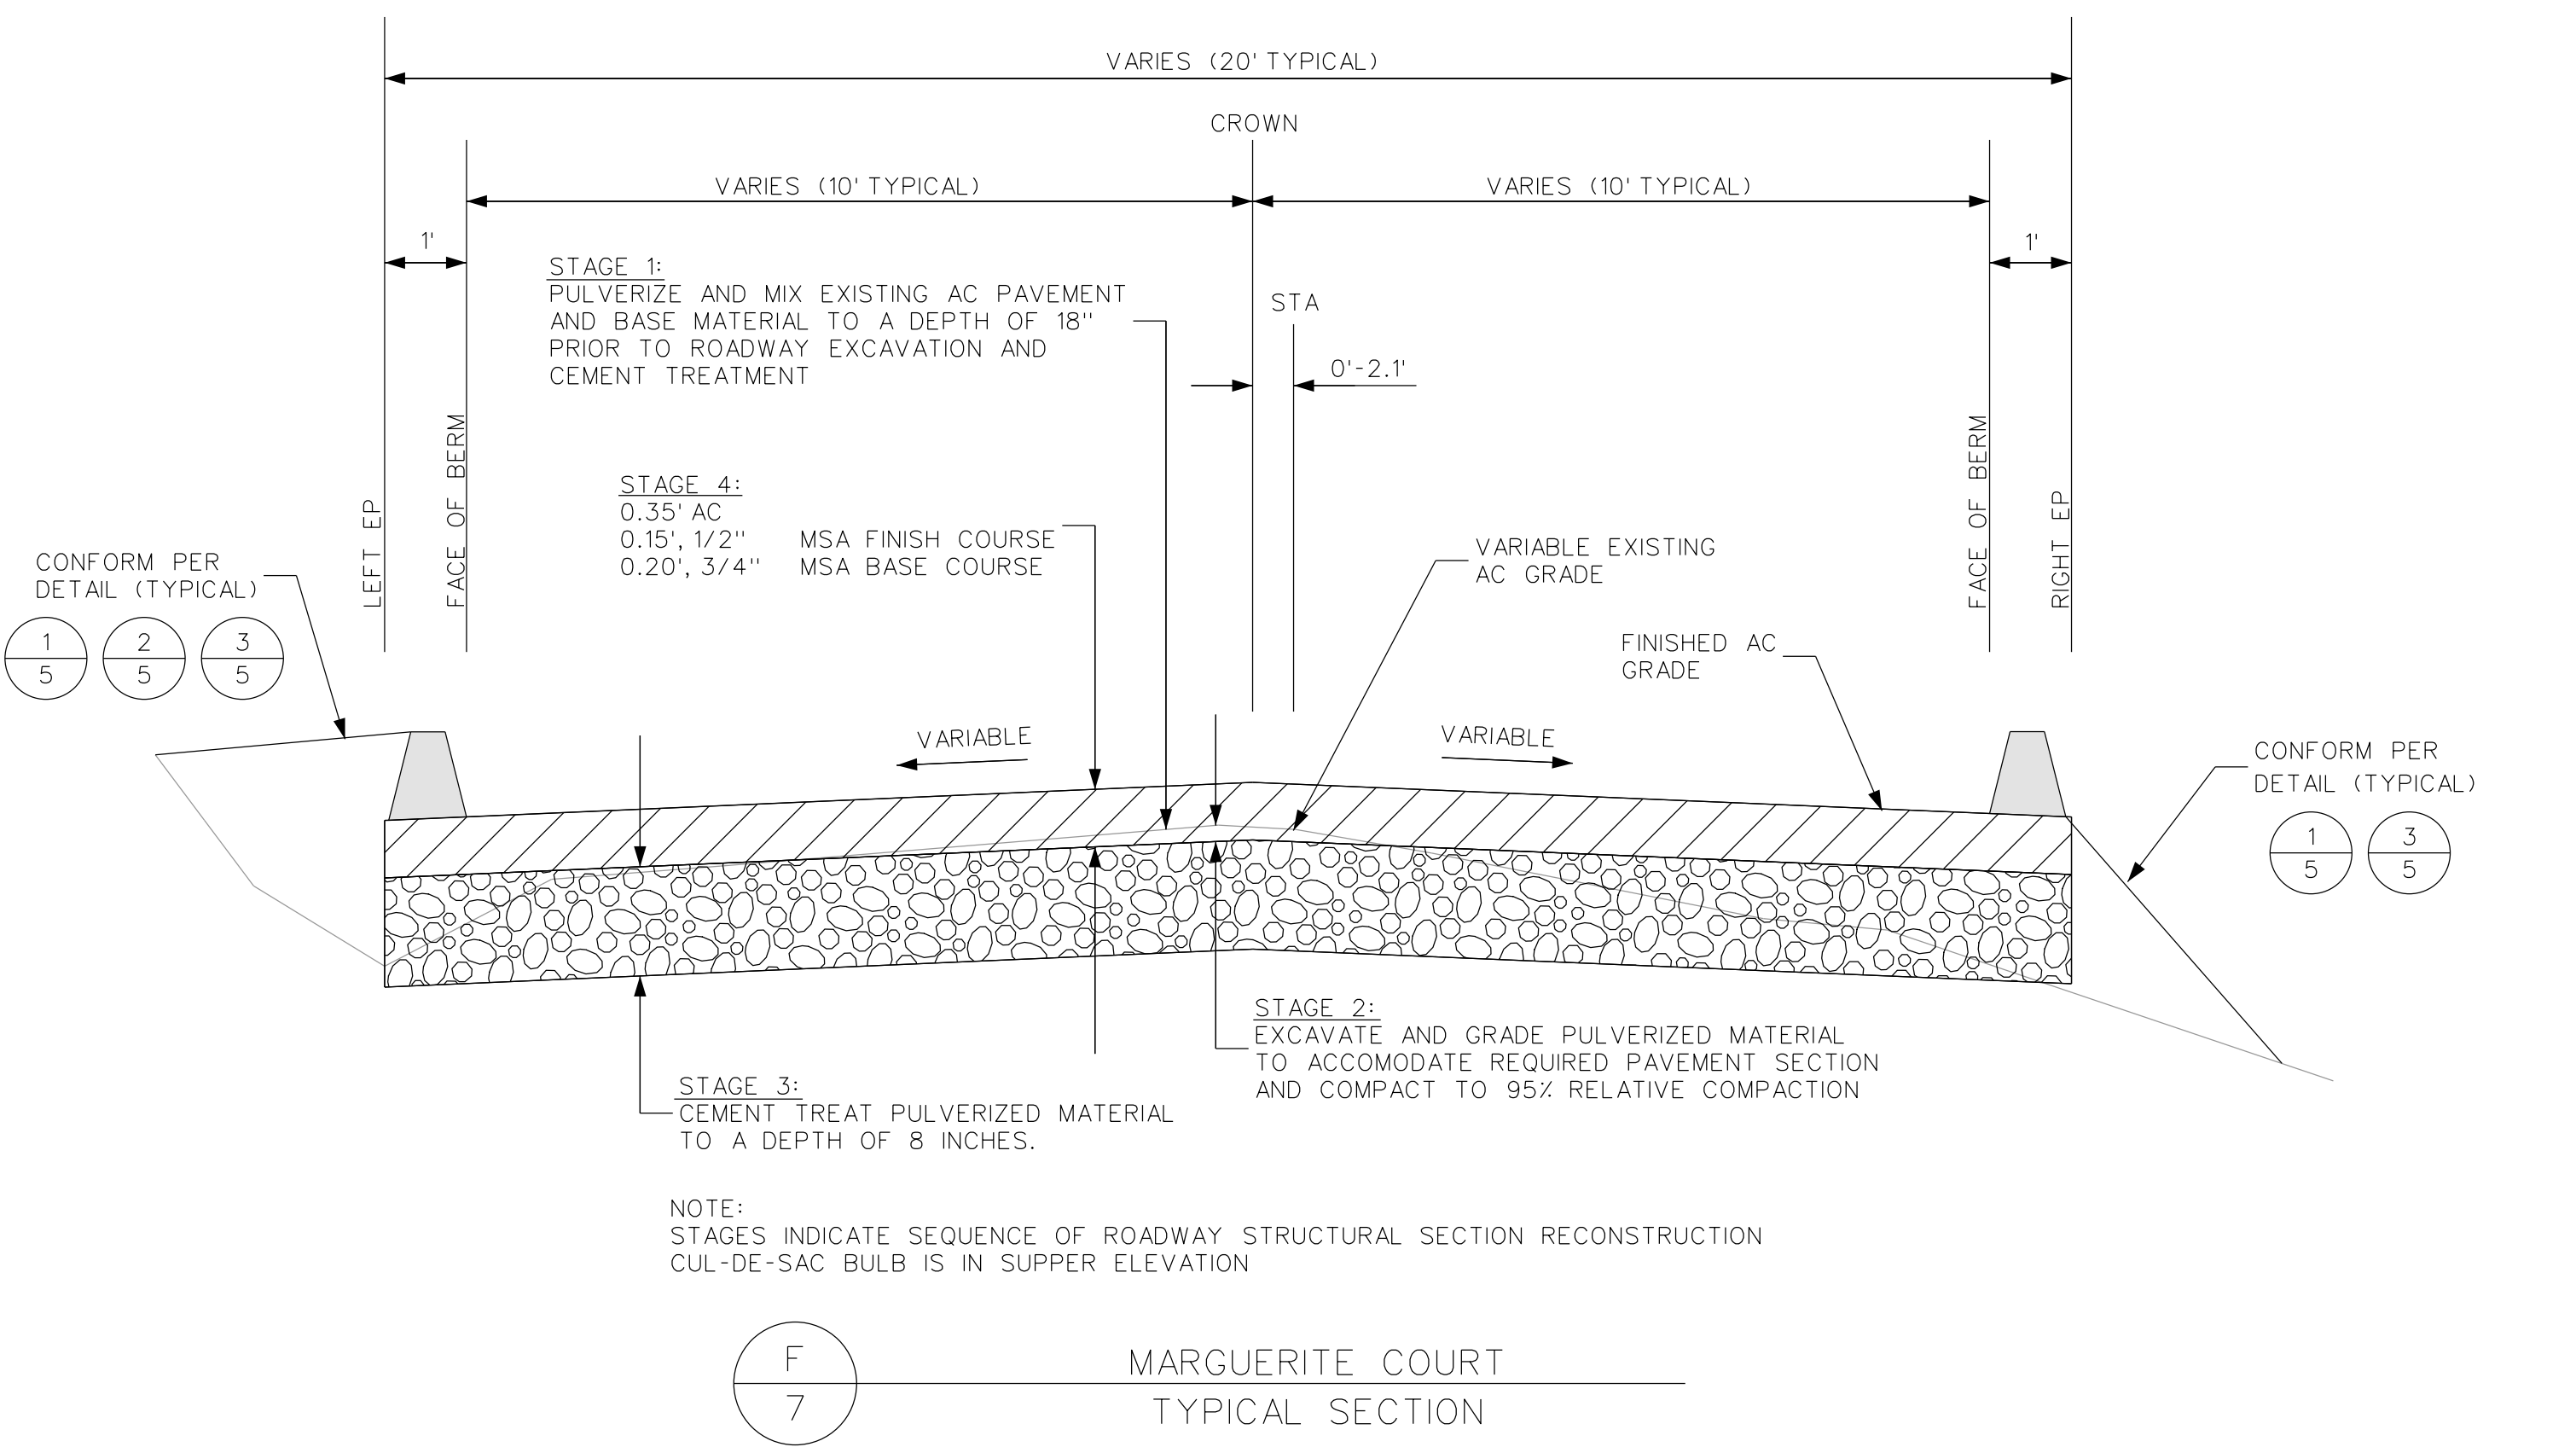 VARIES (20' TYPICAL)
CROWN
VARIES (10' TYPICAL)
VARIES (10' TYPICAL)
1'
1'
STAGE 1:
PULVERIZE AND MIX EXISTING AC PAVEMENT
AND BASE MATERIAL TO A DEPTH OF 18"
PRIOR TO ROADWAY EXCAVATION AND
CEMENT TREATMENT
STA
0'-2.1'
LEFT EP
FACE OF BERM
FACE OF BERM
RIGHT EP
STAGE 4:
0.35' AC
0.15', 1/2" MSA FINISH COURSE
0.20', 3/4" MSA BASE COURSE
CONFORM PER
DETAIL (TYPICAL)
1
5
2
5
3
5
VARIABLE EXISTING
AC GRADE
FINISHED AC
GRADE
VARIABLE
VARIABLE
CONFORM PER
DETAIL (TYPICAL)
1
5
3
5
STAGE 2:
EXCAVATE AND GRADE PULVERIZED MATERIAL
TO ACCOMODATE REQUIRED PAVEMENT SECTION
AND COMPACT TO 95% RELATIVE COMPACTION
STAGE 3:
CEMENT TREAT PULVERIZED MATERIAL
TO A DEPTH OF 8 INCHES.
NOTE:
STAGES INDICATE SEQUENCE OF ROADWAY STRUCTURAL SECTION RECONSTRUCTION
CUL-DE-SAC BULB IS IN SUPPER ELEVATION
F
7
MARGUERITE COURT
TYPICAL SECTION